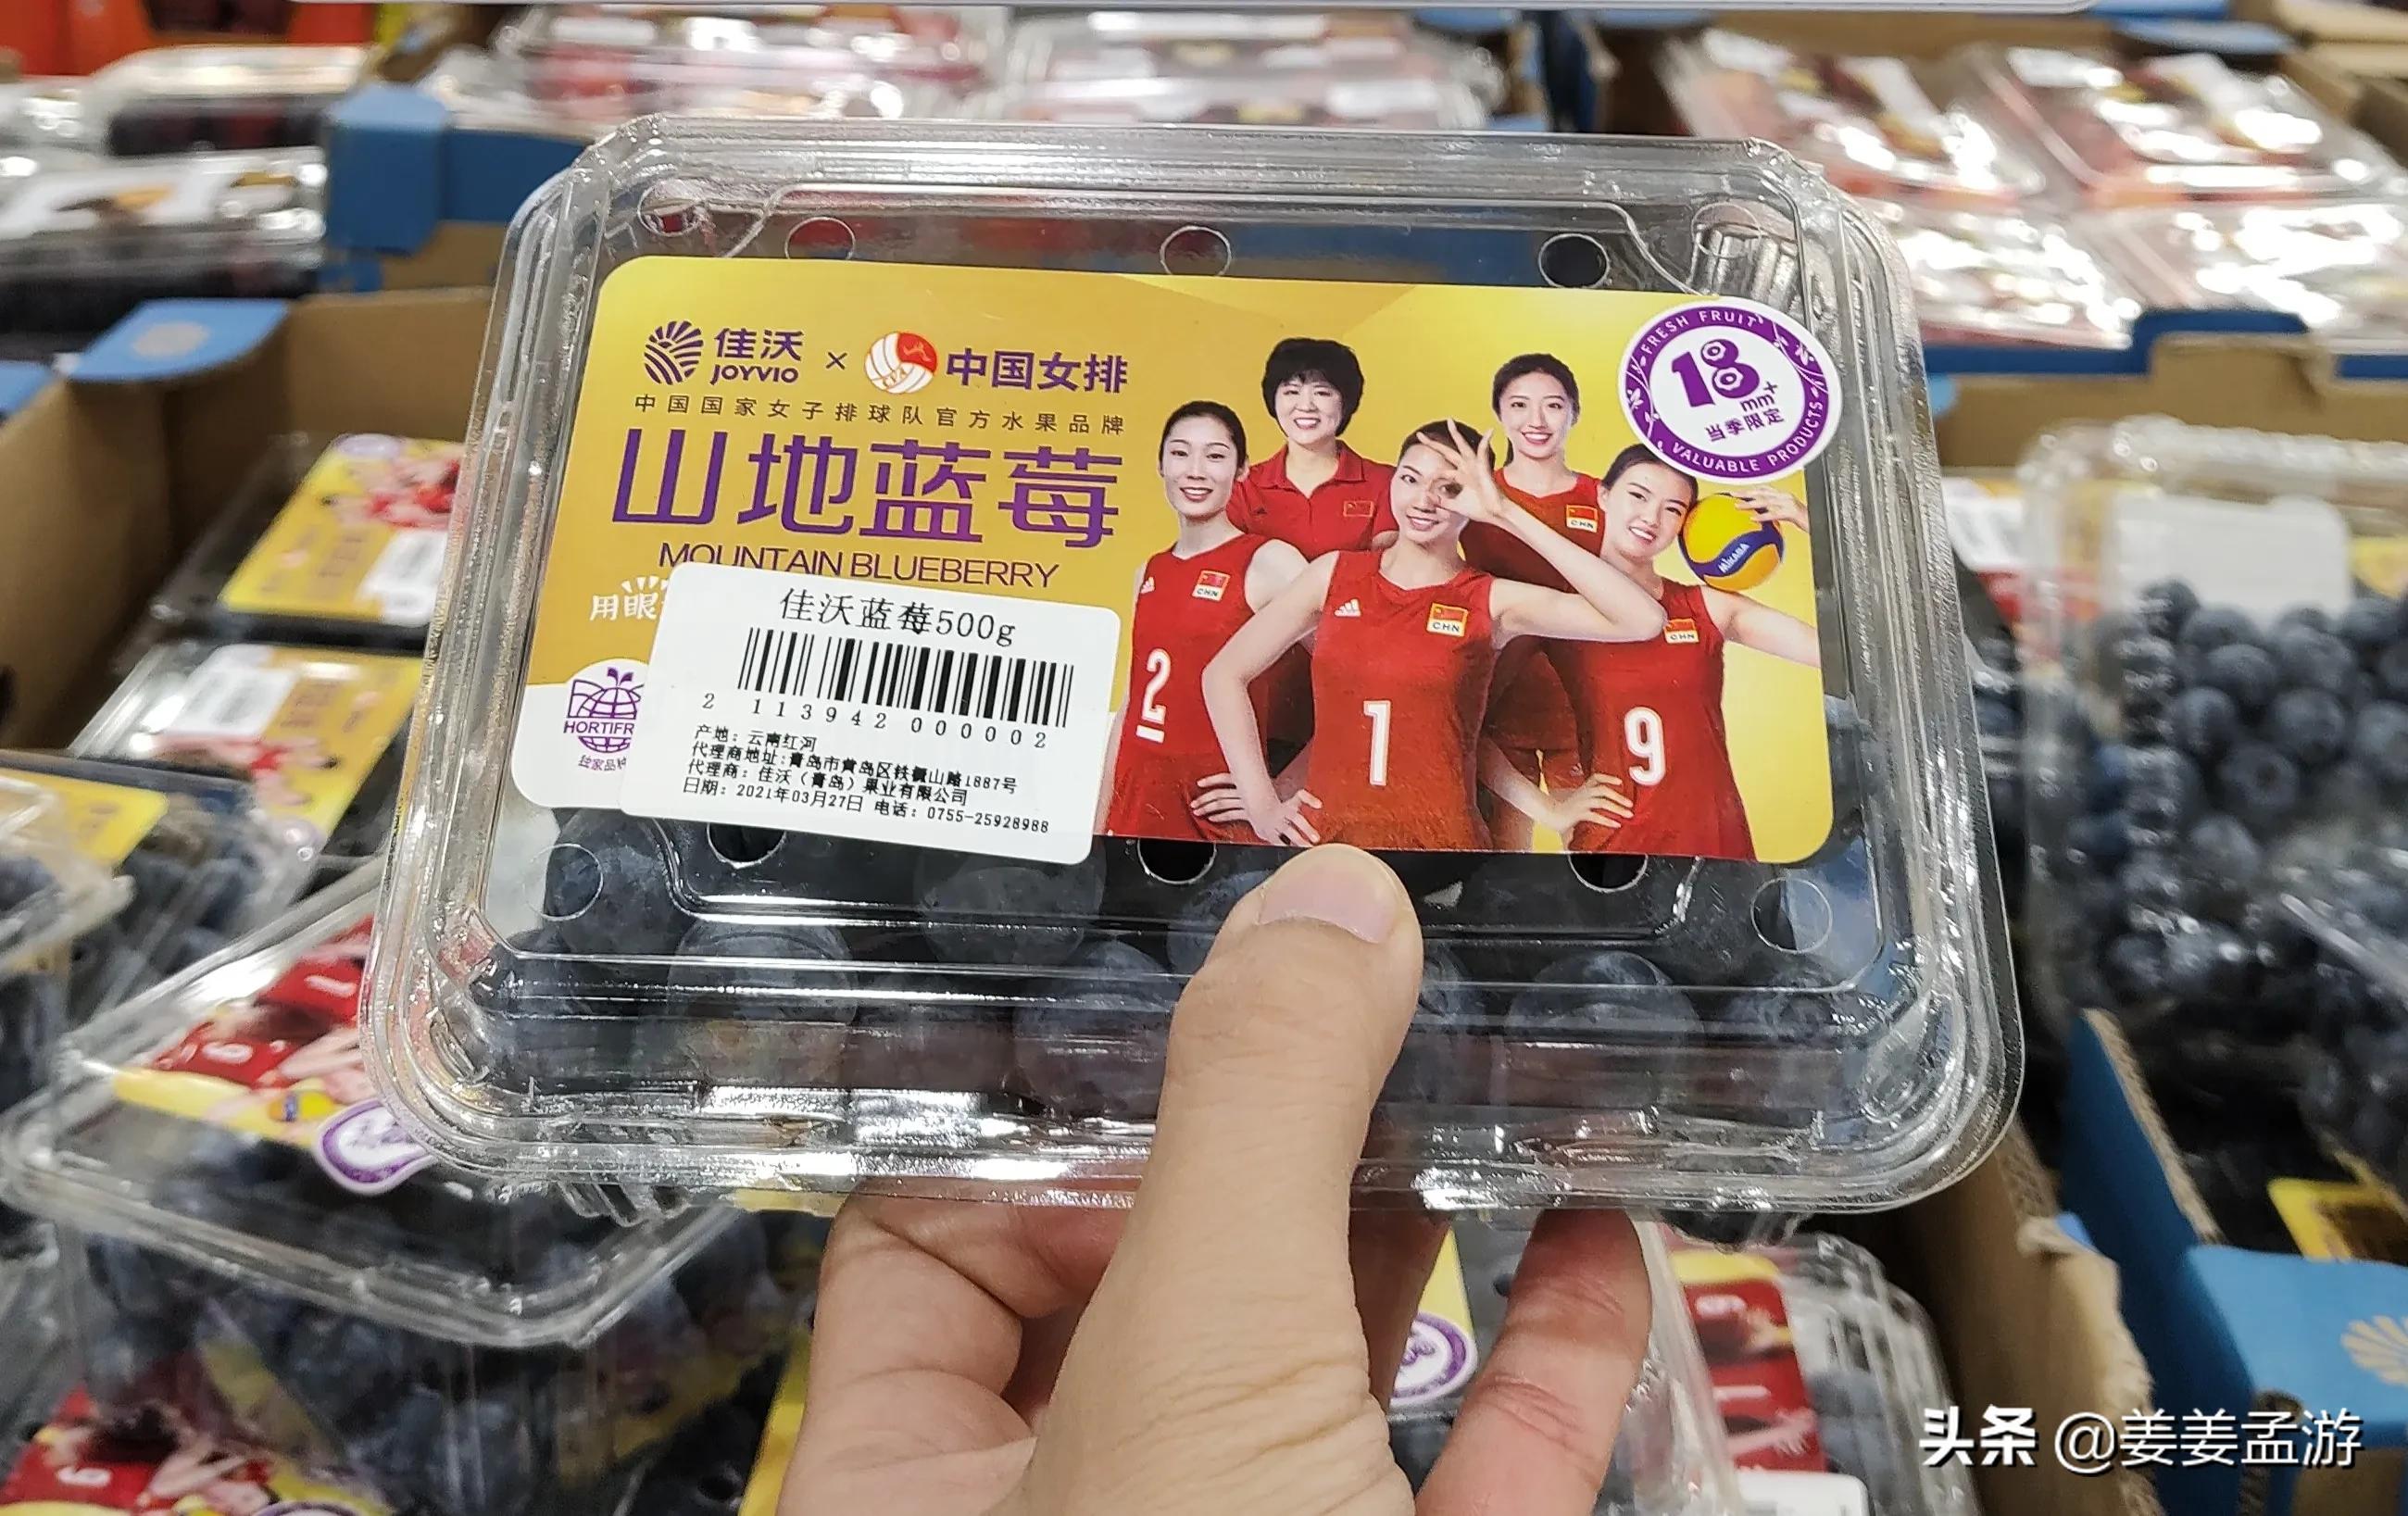 佳沃 × 中国女排
JOYVIO
中国国家女子排球队官方水果品牌
山地蓝莓
MOUNTAIN BLUEBERRY
用眼
HORTIFR
FRESH FRUIT
18mm+
当季限定
VALUABLE PRODUCTS
佳沃蓝莓500g
2 113942 000002
产地：云南红河
代理商地址：青岛市黄岛区铁橛山路1887号
代理商：佳沃（青岛）果业有限公司
日期：2021年03月27日 电话：0755-25928988
CHN
CHN
CHN
CHN
MIKASA
2
1
9
头条 @姜姜孟游